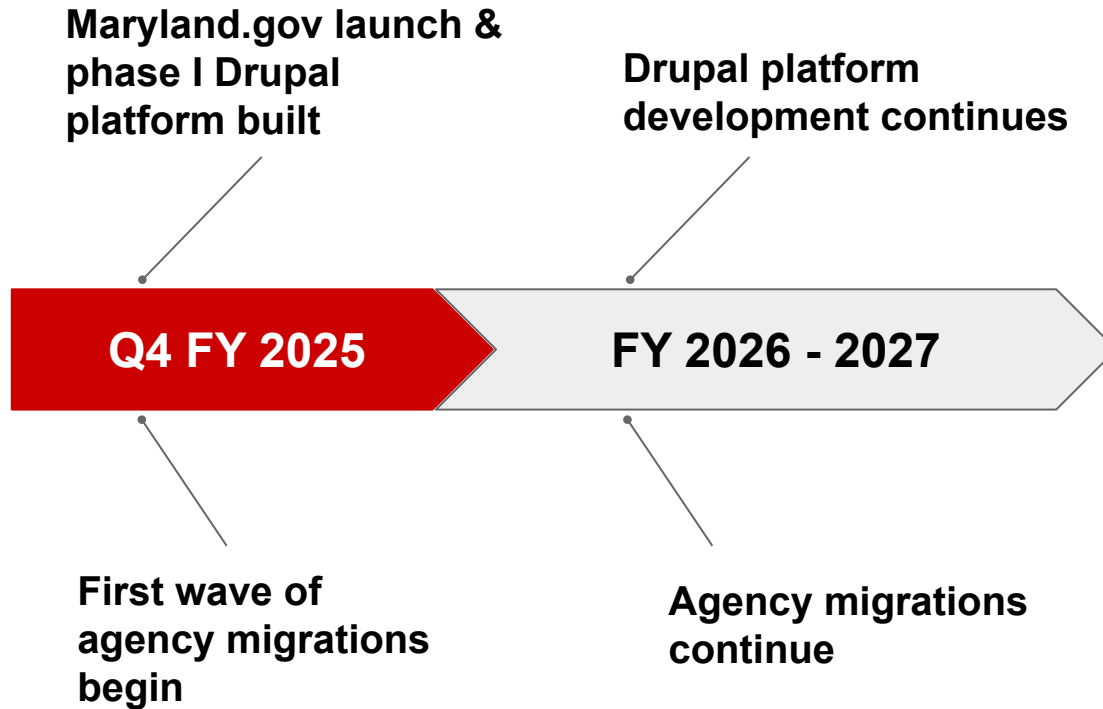 Maryland.gov launch &
phase I Drupal
platform built
Drupal platform
development continues
Q4 FY 2025
FY 2026 - 2027
First wave of
agency migrations
begin
Agency migrations
continue